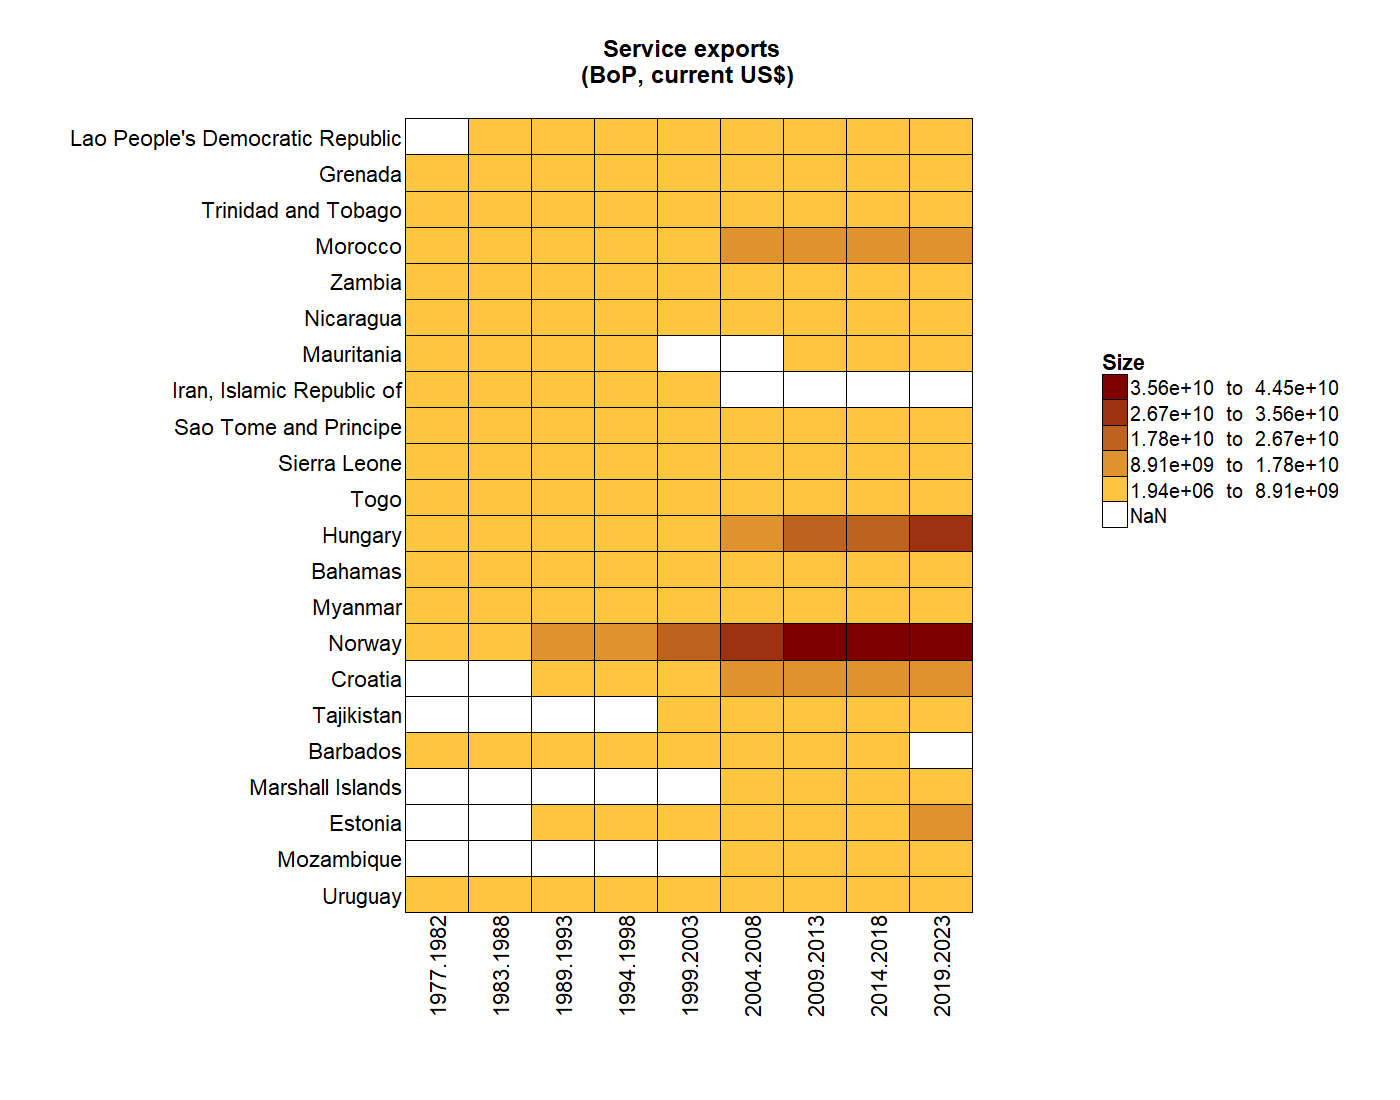 Service exports
(BoP, current US$)
Lao People's Democratic Republic
Grenada
Trinidad and Tobago
Morocco
Zambia
Nicaragua
Mauritania
Iran, Islamic Republic of
Sao Tome and Principe
Sierra Leone
Togo
Hungary
Bahamas
Myanmar
Norway
Croatia
Tajikistan
Barbados
Marshall Islands
Estonia
Mozambique
Uruguay
1977.1982
1983.1988
1989.1993
1994.1998
1999.2003
2004.2008
2009.2013
2014.2018
2019.2023
Size
3.56e+10 to 4.45e+10
2.67e+10 to 3.56e+10
1.78e+10 to 2.67e+10
8.91e+09 to 1.78e+10
1.94e+06 to 8.91e+09
NaN